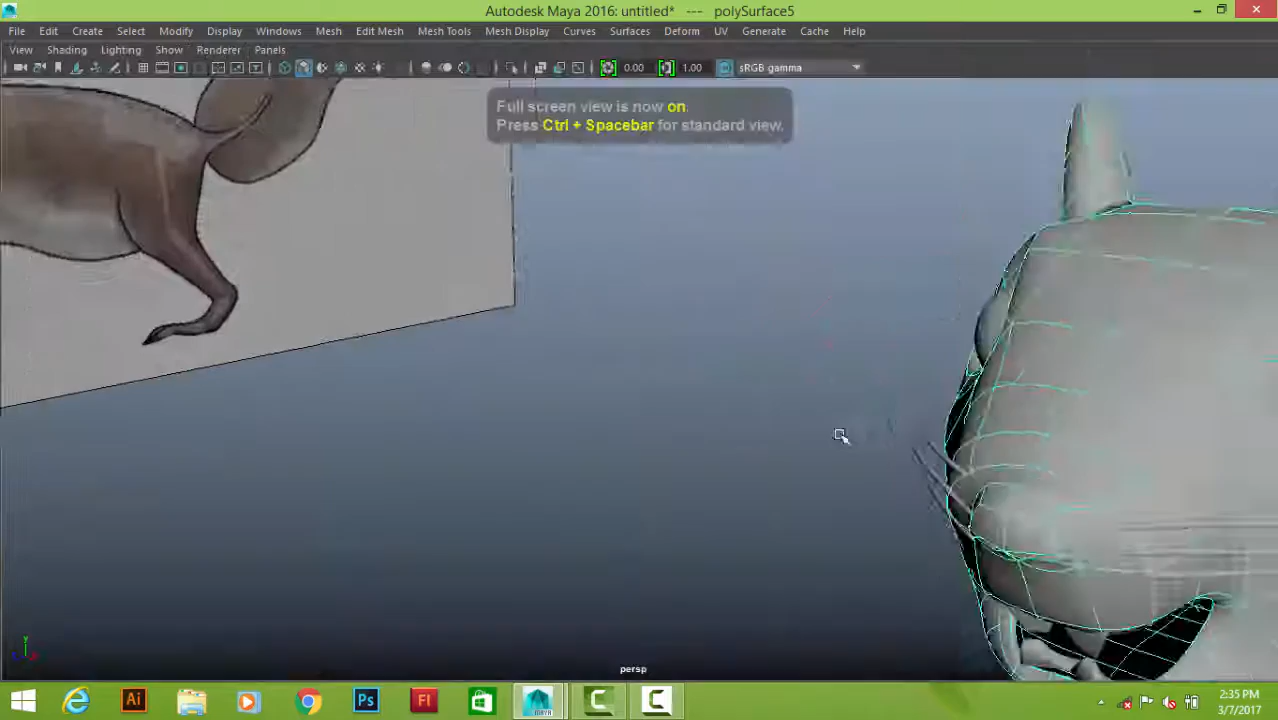 Autodesk Maya 2016: untitled*   ---   polySurface5
File Edit Create Select Modify Display Windows Mesh Edit Mesh Mesh Tools Mesh Display Curves Surfaces Deform UV Generate Cache Help
View Shading Lighting Show Renderer Panels
0.00 1.00 sRGB gamma
Full screen view is now on.
Press Ctrl + Spacebar for standard view.
y
persp
Ai Ps Fl
2:35 PM
3/7/2017